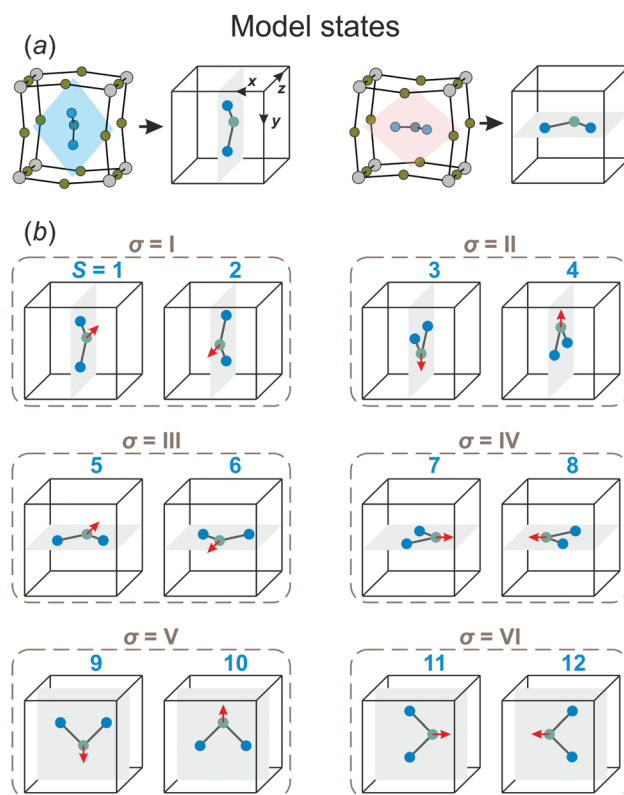 Model states
(a)
x
z
y
(b)
σ = I
σ = II
S = 1
2
3
4
σ = III
σ = IV
5
6
7
8
σ = V
σ = VI
9
10
11
12